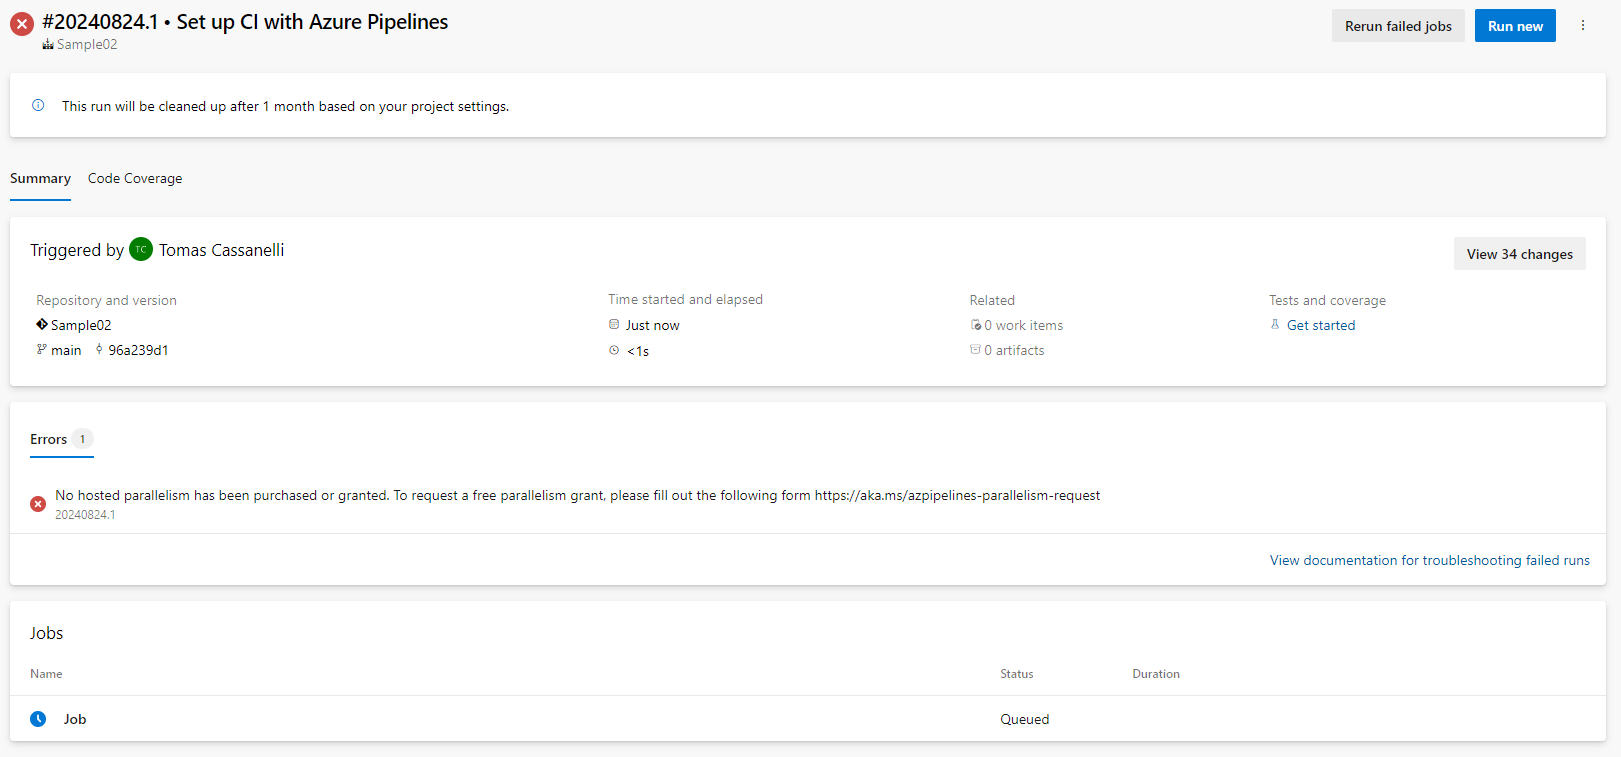 #20240824.1 • Set up CI with Azure Pipelines
Sample02
Rerun failed jobs
Run new
This run will be cleaned up after 1 month based on your project settings.
Summary
Code Coverage
Triggered by TC Tomas Cassanelli
View 34 changes
Repository and version
Sample02
main 96a239d1
Time started and elapsed
Just now
<1s
Related
0 work items
0 artifacts
Tests and coverage
Get started
Errors 1
No hosted parallelism has been purchased or granted. To request a free parallelism grant, please fill out the following form https://aka.ms/azpipelines-parallelism-request
20240824.1
View documentation for troubleshooting failed runs
Jobs
Name Status Duration
Job Queued